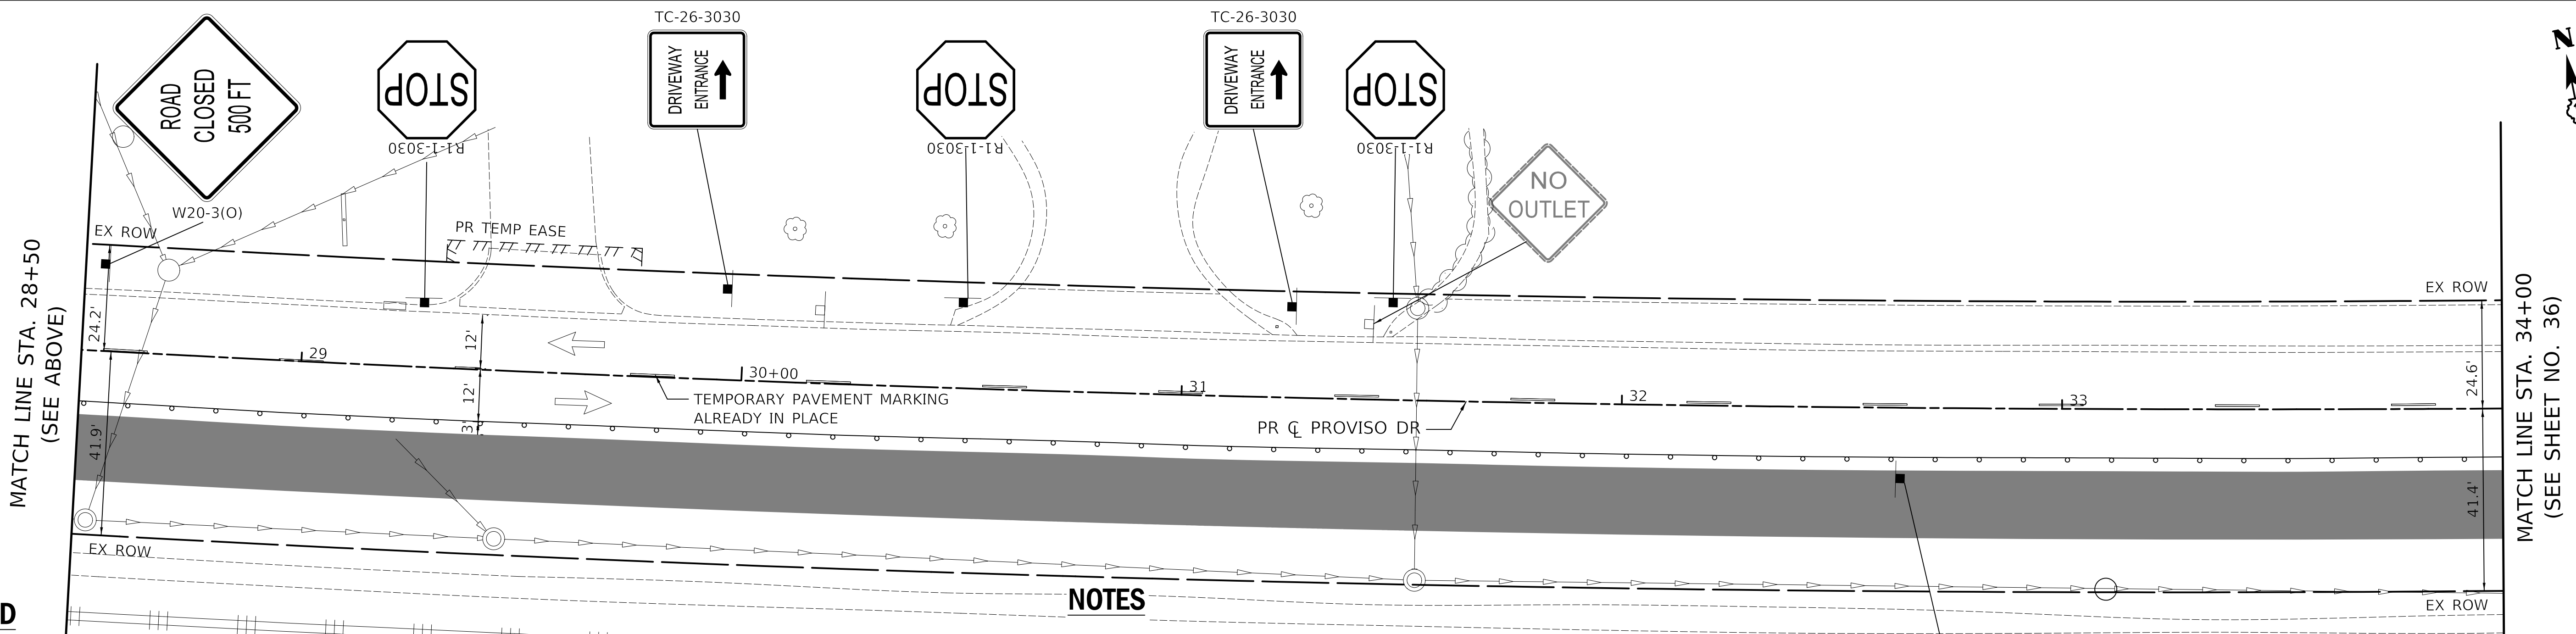 TC-26-3030
TC-26-3030
N
ROAD
CLOSED
500 FT
STOP
DRIVEWAY
ENTRANCE
STOP
DRIVEWAY
ENTRANCE
STOP
R1-1-3030
R1-1-3030
R1-1-3030
NO
OUTLET
W20-3(O)
EX ROW
PR TEMP EASE
MATCH LINE STA. 28+50
(SEE ABOVE)
24.2'
12'
12'
3'
41.9'
29
30+00
31
32
33
TEMPORARY PAVEMENT MARKING
ALREADY IN PLACE
PR ℄ PROVISO DR
EX ROW
24.6'
41.4'
MATCH LINE STA. 34+00
(SEE SHEET NO. 36)
EX ROW
EX ROW
NOTES
D